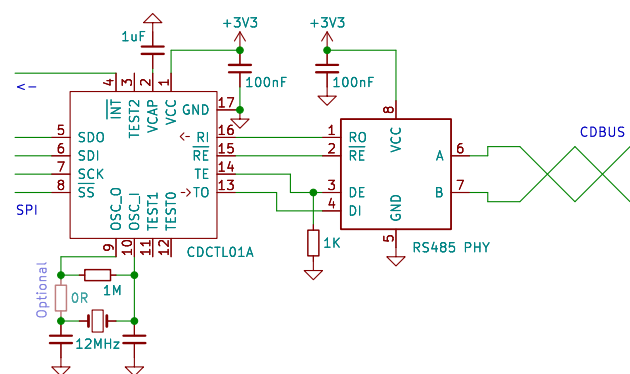 +3V3
+3V3
1uF
100nF
100nF
<-
4
3
2
1
INT
TEST2
VCAP
VCC
GND
17
8
VCC
CDBUS
5
SDO
<- RI
16
1
RO
6
SDI
RE
15
2
RE
A
6
7
SCK
TE
14
8
SS
->TO
13
3
DE
B
7
4
DI
SPI
OSC_O
OSC_I
TEST1
TEST0
GND
9
10
11
12
CDCTL01A
1K
5
RS485 PHY
Optional
1M
0R
12MHz